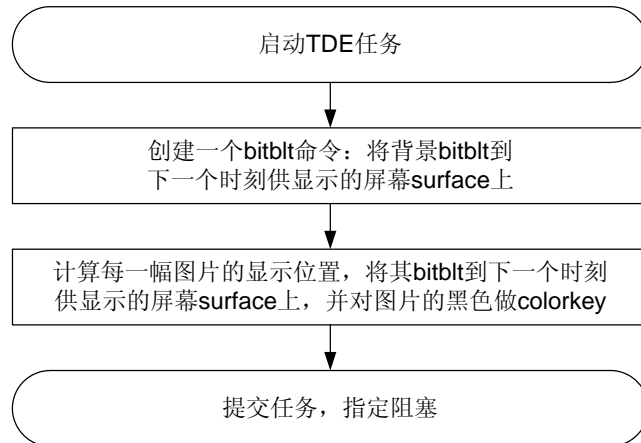 启动TDE任务
创建一个bitblt命令：将背景bitblt到
下一个时刻供显示的屏幕surface上
计算每一幅图片的显示位置，将其bitblt到下一个时刻
供显示的屏幕surface上，并对图片的黑色做colorkey
提交任务，指定阻塞